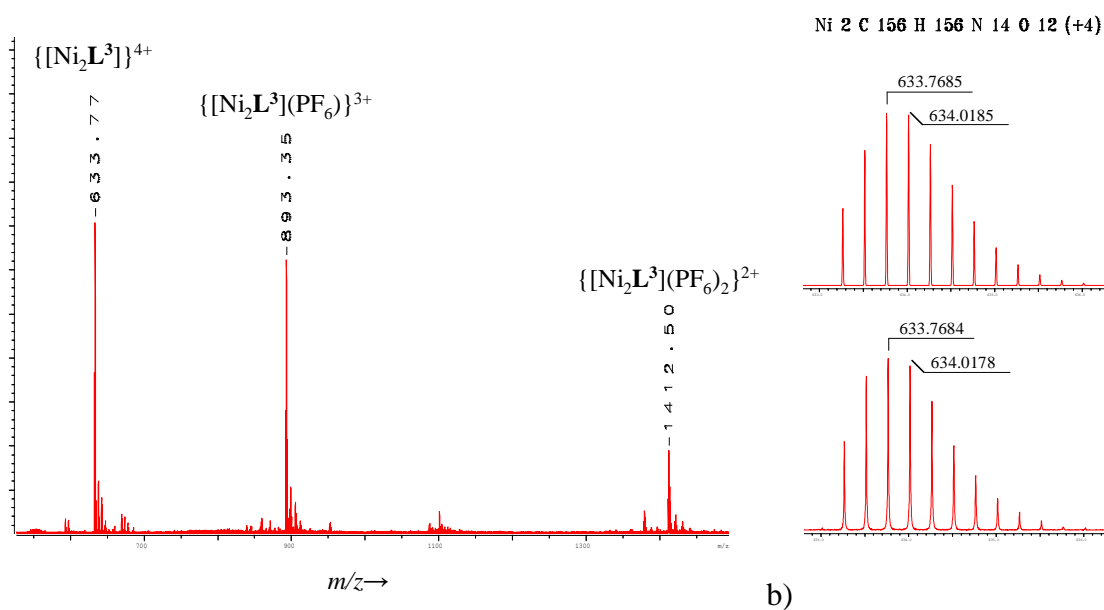 Ni 2 C 156 H 156 N 14 O 12 (+4)
{[Ni₂L³]}⁴⁺
{[Ni₂L³](PF₆)}³⁺
{[Ni₂L³](PF₆)₂}²⁺
633.77
893.35
1412.50
633.7685
634.0185
633.7684
634.0178
700
900
1100
1300
m/z
m/z→
b)